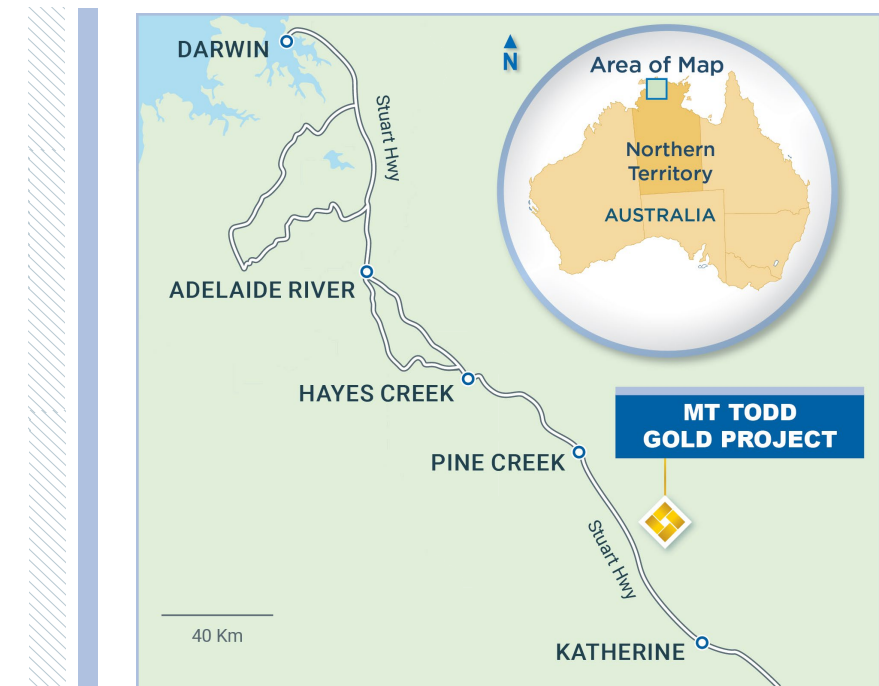 DARWIN
N
Area of Map
Stuart Hwy
Northern
Territory
AUSTRALIA
ADELAIDE RIVER
HAYES CREEK
MT TODD
GOLD PROJECT
PINE CREEK
Stuart Hwy
40 Km
KATHERINE